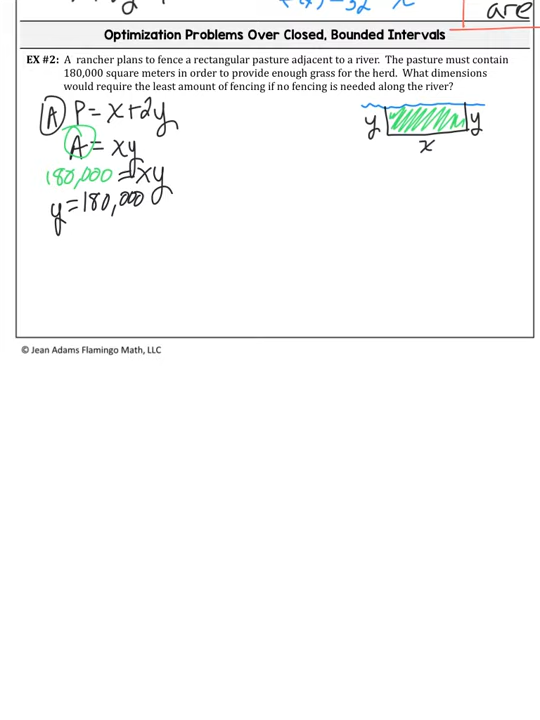 are
Optimization Problems Over Closed, Bounded Intervals
EX #2: A rancher plans to fence a rectangular pasture adjacent to a river. The pasture must contain
180,000 square meters in order to provide enough grass for the herd. What dimensions
would require the least amount of fencing if no fencing is needed along the river?
(A) P = x + 2y
A = xy
180,000 = xy
y = 180,000
y y
x
© Jean Adams Flamingo Math, LLC